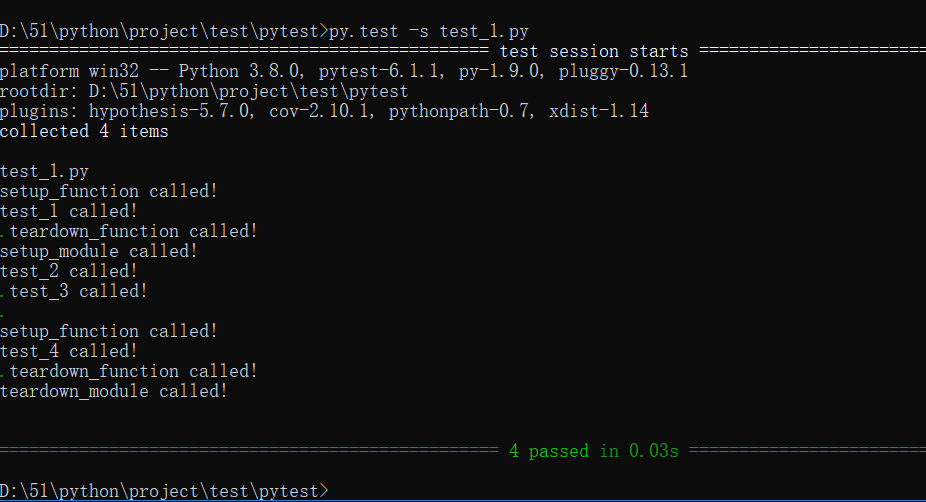 D:\51\python\project\test\pytest>py.test -s test_1.py
================================================= test session starts =======================
platform win32 -- Python 3.8.0, pytest-6.1.1, py-1.9.0, pluggy-0.13.1
rootdir: D:\51\python\project\test\pytest
plugins: hypothesis-5.7.0, cov-2.10.1, pythonpath-0.7, xdist-1.14
collected 4 items
test_1.py
setup_function called!
test_1 called!
.teardown_function called!
setup_module called!
test_2 called!
.test_3 called!
.
setup_function called!
test_4 called!
.teardown_function called!
teardown_module called!
================================================== 4 passed in 0.03s ========================
D:\51\python\project\test\pytest>